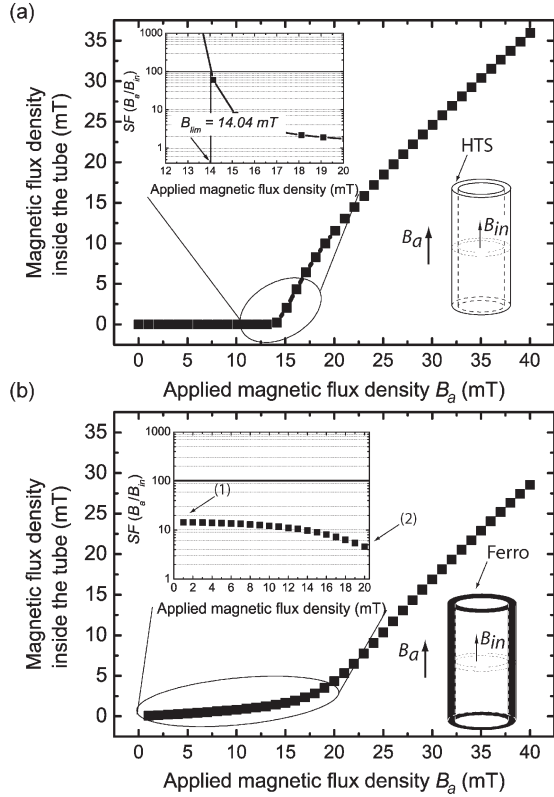 (a)
Magnetic flux density
inside the tube (mT)
35
30
25
20
15
10
5
0
0 5 10 15 20 25 30 35 40
Applied magnetic flux density Ba (mT)
SF (Ba/Bin)
1000
100
10
1
Blim = 14.04 mT
12 13 14 15 16 17 18 19 20
Applied magnetic flux density (mT)
HTS
Ba
Bin
(b)
Magnetic flux density
inside the tube (mT)
35
30
25
20
15
10
5
0
0 5 10 15 20 25 30 35 40
Applied magnetic flux density Ba (mT)
SF (Ba/Bin)
1000
100
10
1
(1)
(2)
0 2 4 6 8 10 12 14 16 18 20
Applied magnetic flux density (mT)
Ferro
Ba
Bin